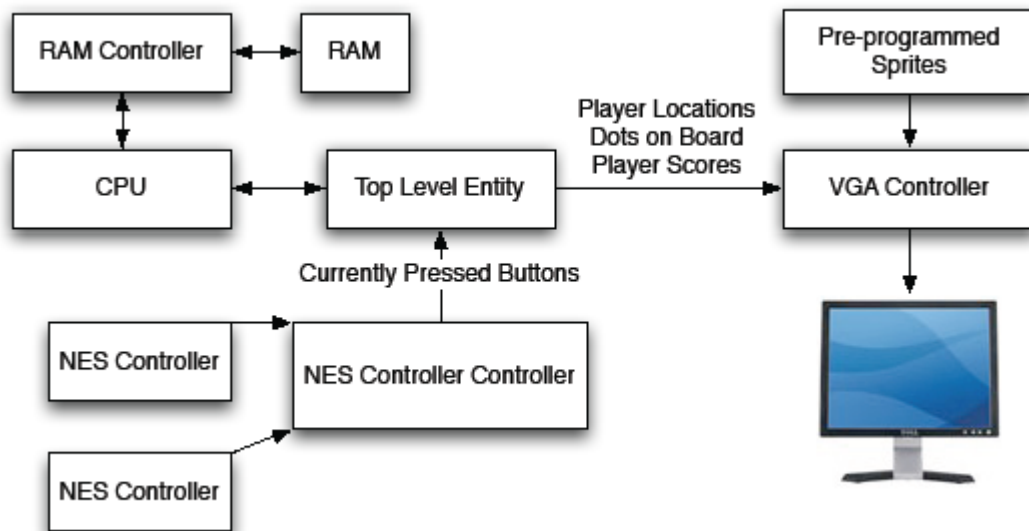 RAM Controller
RAM
Pre-programmed
Sprites
Player Locations
Dots on Board
Player Scores
CPU
Top Level Entity
VGA Controller
Currently Pressed Buttons
NES Controller
NES Controller Controller
NES Controller
DELL